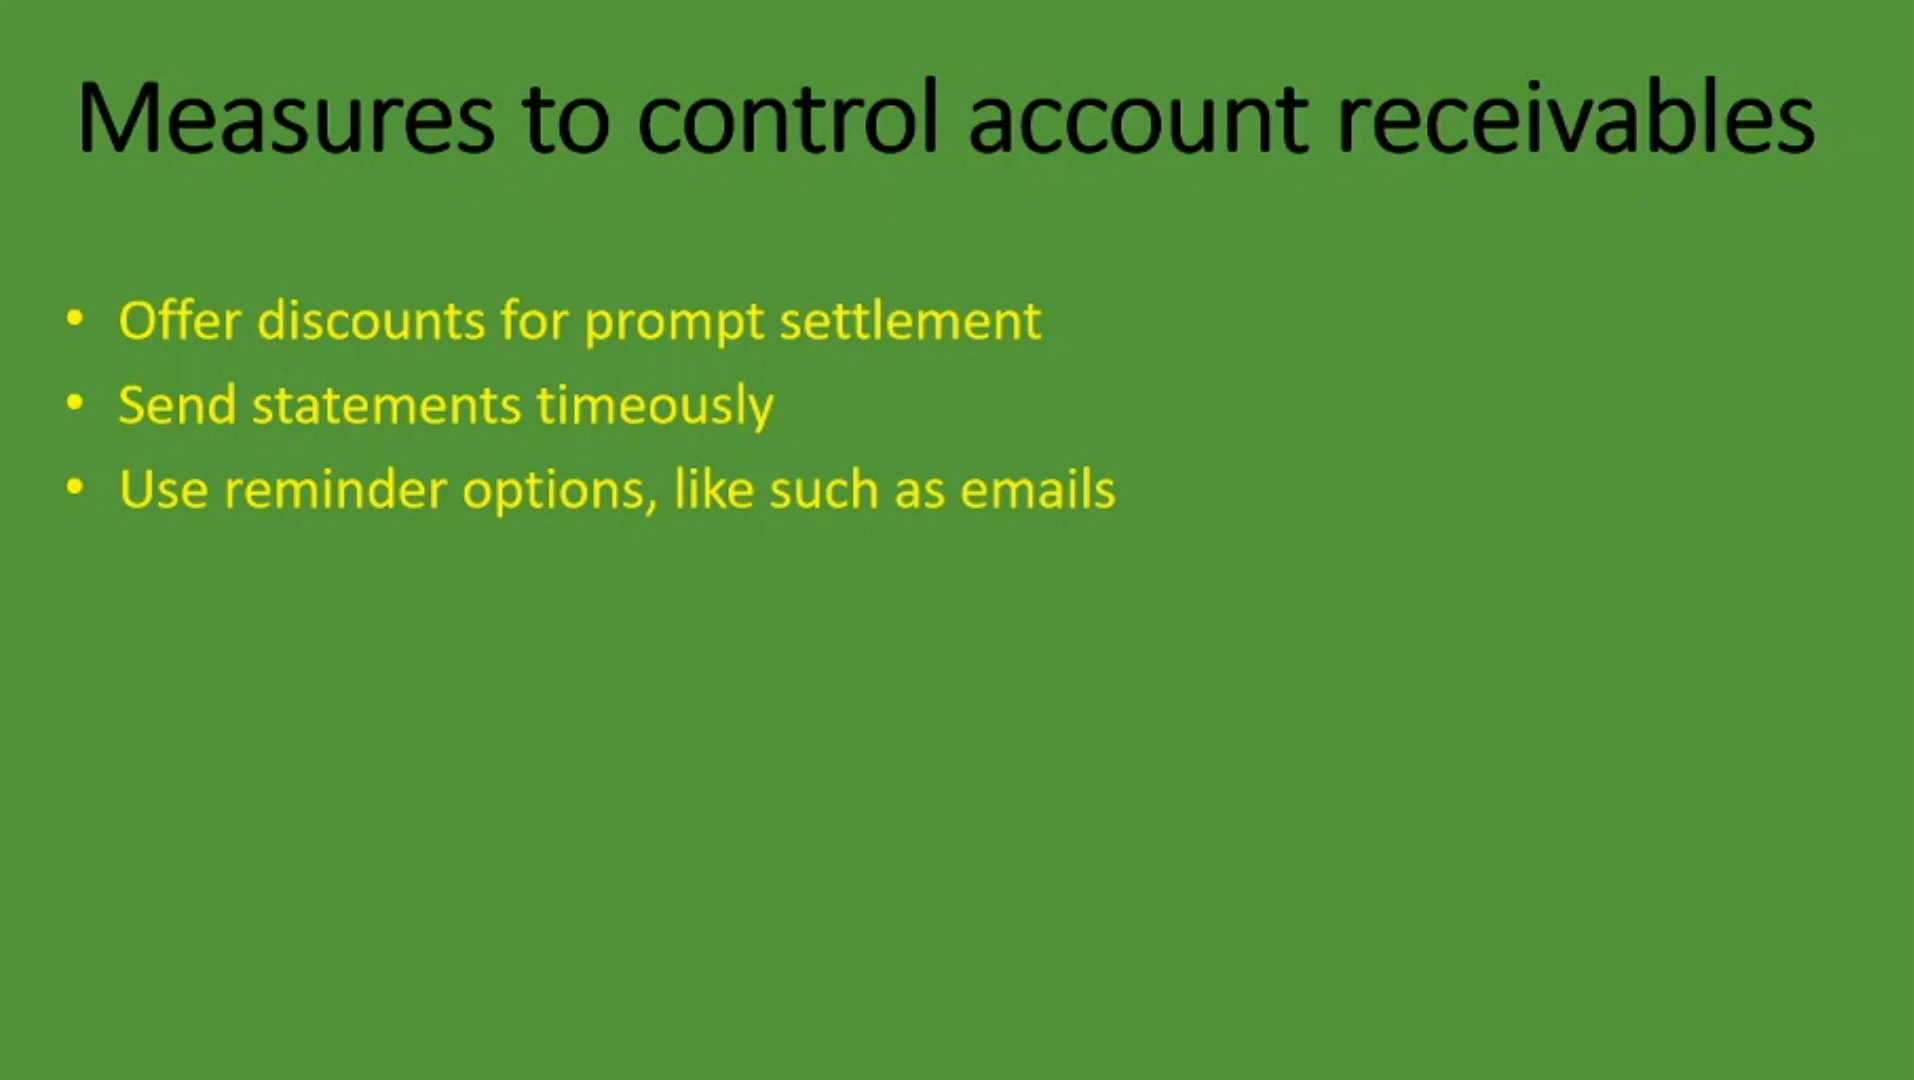 Measures to control account receivables
• Offer discounts for prompt settlement
• Send statements timeously
• Use reminder options, like such as emails